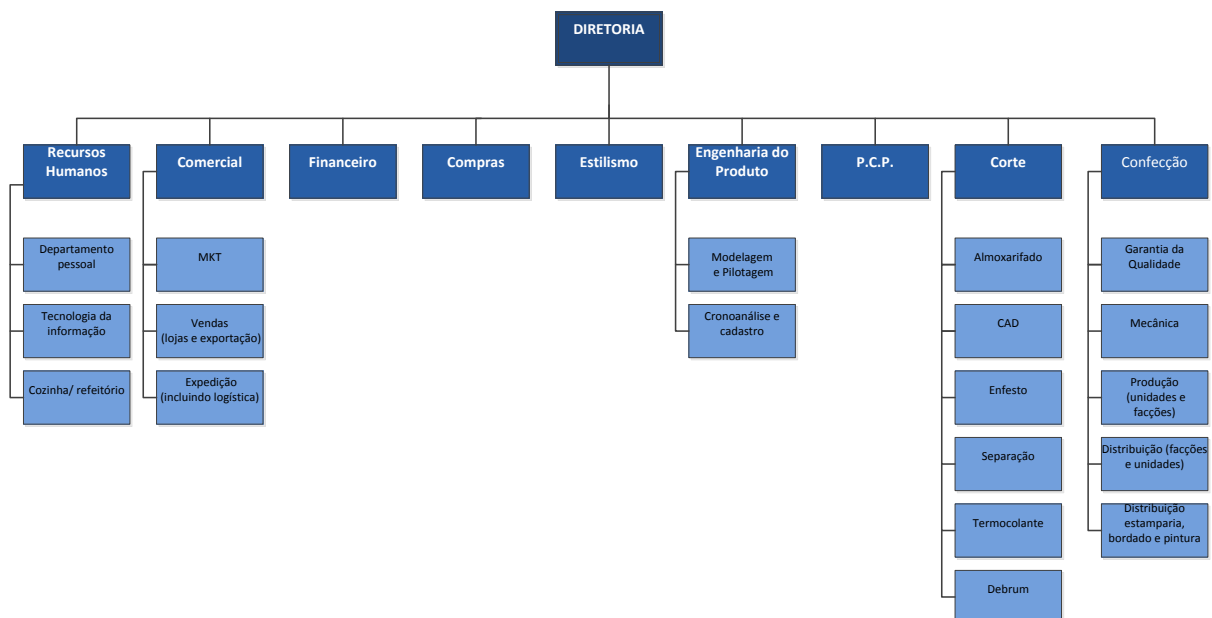 DIRETORIA
Recursos
Humanos
Comercial
Financeiro
Compras
Estilismo
Engenharia do
Produto
P.C.P.
Corte
Confecção
Departamento
pessoal
Tecnologia da
informação
Cozinha/ refeitório
MKT
Vendas
(lojas e exportação)
Expedição
(incluindo logística)
Modelagem
e Pilotagem
Cronoanálise e
cadastro
Almoxarifado
CAD
Enfesto
Separação
Termocolante
Debrum
Garantia da
Qualidade
Mecânica
Produção
(unidades e
facções)
Distribuição (facções
e unidades)
Distribuição
estamparia,
bordado e pintura